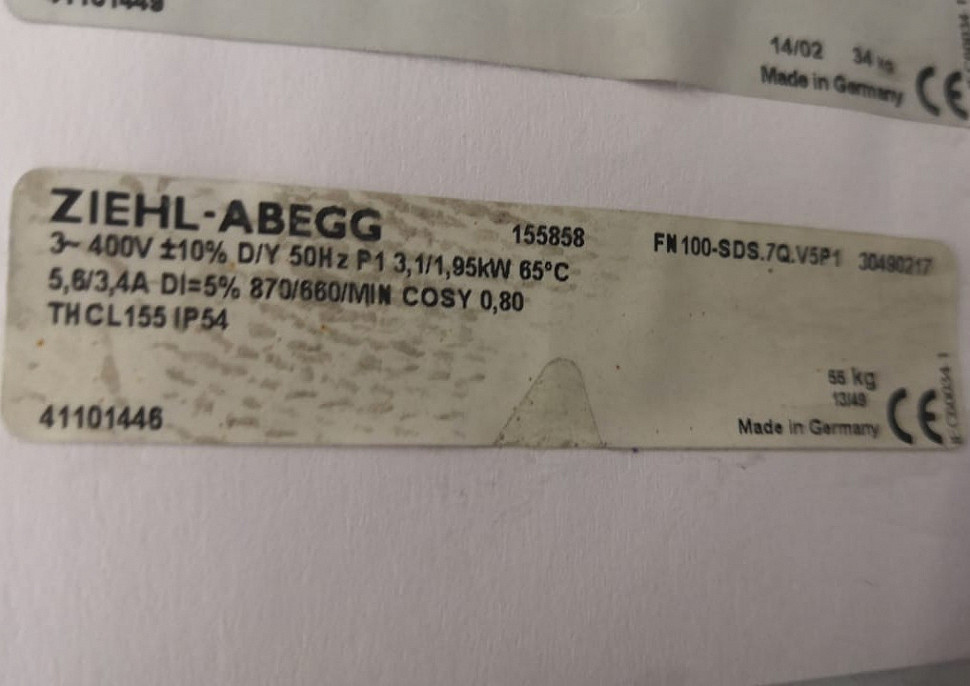 14/02 34 kg
Made in Germany
CE
ZIEHL-ABEGG
155858 FN100-SDS.7Q.V5P1 30490217
3~ 400V ±10% D/Y 50Hz P1 3,1/1,95kW 65°C
5,6/3,4A DI=5% 870/660/MIN COSY 0,80
THCL155 IP54
55 kg
13/49
41101446
Made in Germany
CE